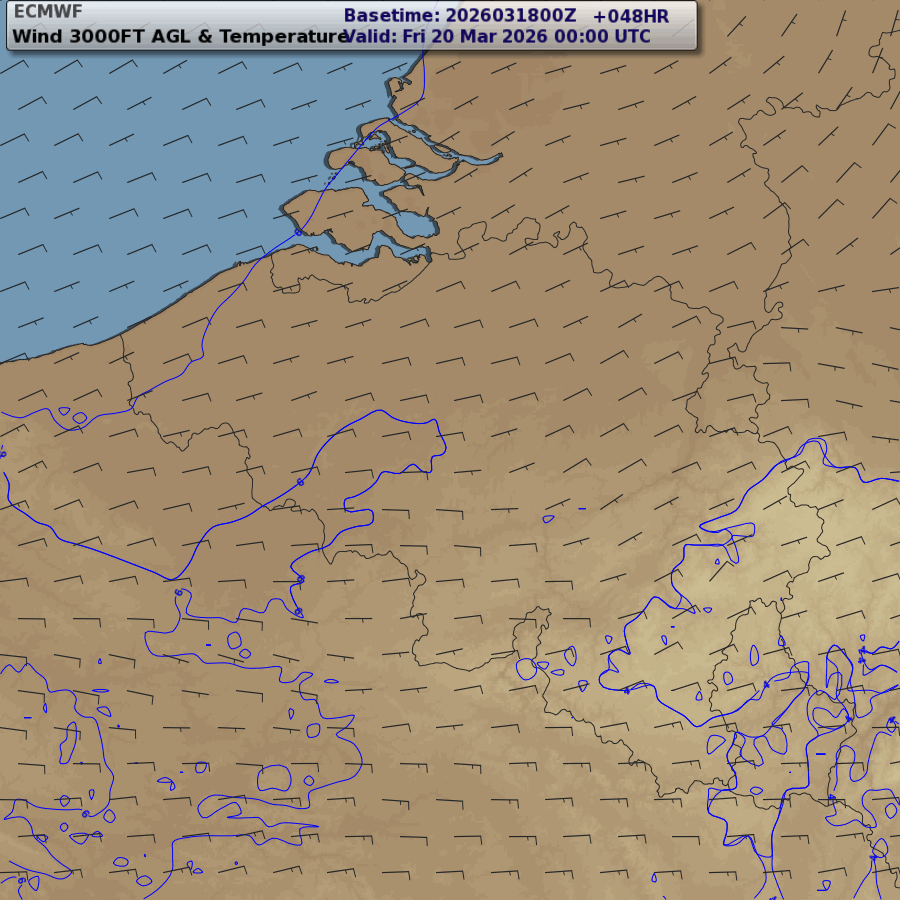 ECMWF
Basetime: 2026031800Z +048HR
Wind 3000FT AGL & Temperature
Valid: Fri 20 Mar 2026 00:00 UTC